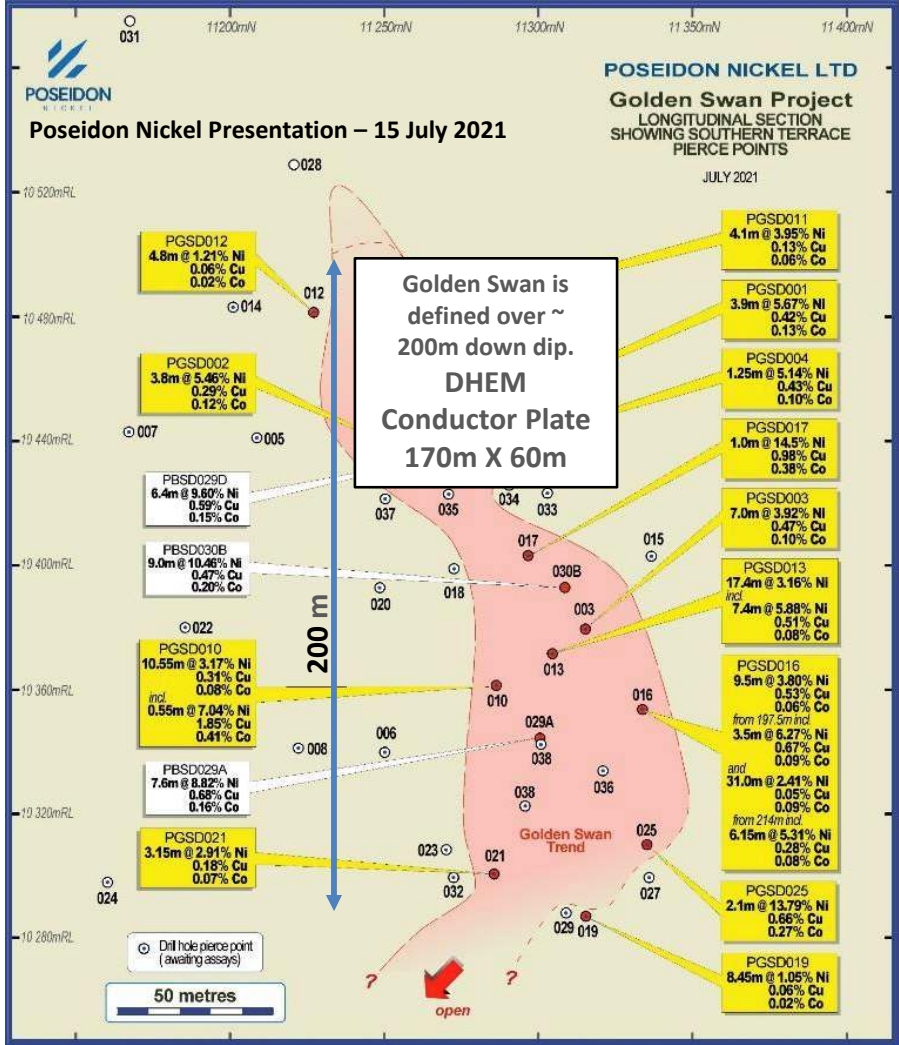 11200mN
11 250mN
11300mN
11 350mN
11 400mN
031
POSEIDON
NICKEL
POSEIDON NICKEL LTD
Golden Swan Project
LONGITUDINAL SECTION
SHOWING SOUTHERN TERRACE
PIERCE POINTS
JULY 2021
Poseidon Nickel Presentation – 15 July 2021
028
10 520mRL
PGSD012
4.8m @ 1.21% Ni
0.06% Cu
0.02% Co
014
012
10 480mRL
PGSD002
3.8m @ 5.46% Ni
0.29% Cu
0.12% Co
007
005
10 440mRL
PBSD029D
6.4m @ 9.60% Ni
0.59% Cu
0.15% Co
PBSD030B
9.0m @ 10.46% Ni
0.47% Cu
0.20% Co
10 400mRL
022
PGSD010
10.55m @ 3.17% Ni
0.31% Cu
0.08% Co
incl.
0.55m @ 7.04% Ni
1.85% Cu
0.41% Co
10 360mRL
008
006
PBSD029A
7.6m @ 8.82% Ni
0.68% Cu
0.16% Co
10 320mRL
PGSD021
3.15m @ 2.91% Ni
0.18% Cu
0.07% Co
024
10 280mRL
Golden Swan is
defined over ~
200m down dip.
DHEM
Conductor Plate
170m X 60m
200 m
037
035
034
033
017
015
030B
020
018
003
013
010
016
029A
038
036
038
Golden Swan
Trend
025
023
021
032
027
029
019
?
?
open
PGSD011
4.1m @ 3.95% Ni
0.13% Cu
0.06% Co
PGSD001
3.9m @ 5.67% Ni
0.42% Cu
0.13% Co
PGSD004
1.25m @ 5.14% Ni
0.43% Cu
0.10% Co
PGSD017
1.0m @ 14.5% Ni
0.98% Cu
0.38% Co
PGSD003
7.0m @ 3.92% Ni
0.47% Cu
0.10% Co
PGSD013
17.4m @ 3.16% Ni
incl.
7.4m @ 5.88% Ni
0.51% Cu
0.08% Co
PGSD016
9.5m @ 3.80% Ni
0.53% Cu
0.06% Co
from 197.5m incl.
3.5m @ 6.27% Ni
0.67% Cu
0.09% Co
and
31.0m @ 2.41% Ni
0.05% Cu
0.09% Co
from 214m incl.
6.15m @ 5.31% Ni
0.28% Cu
0.08% Co
PGSD025
2.1m @ 13.79% Ni
0.66% Cu
0.27% Co
PGSD019
8.45m @ 1.05% Ni
0.06% Cu
0.02% Co
Drill hole pierce point
(awaiting assays)
50 metres